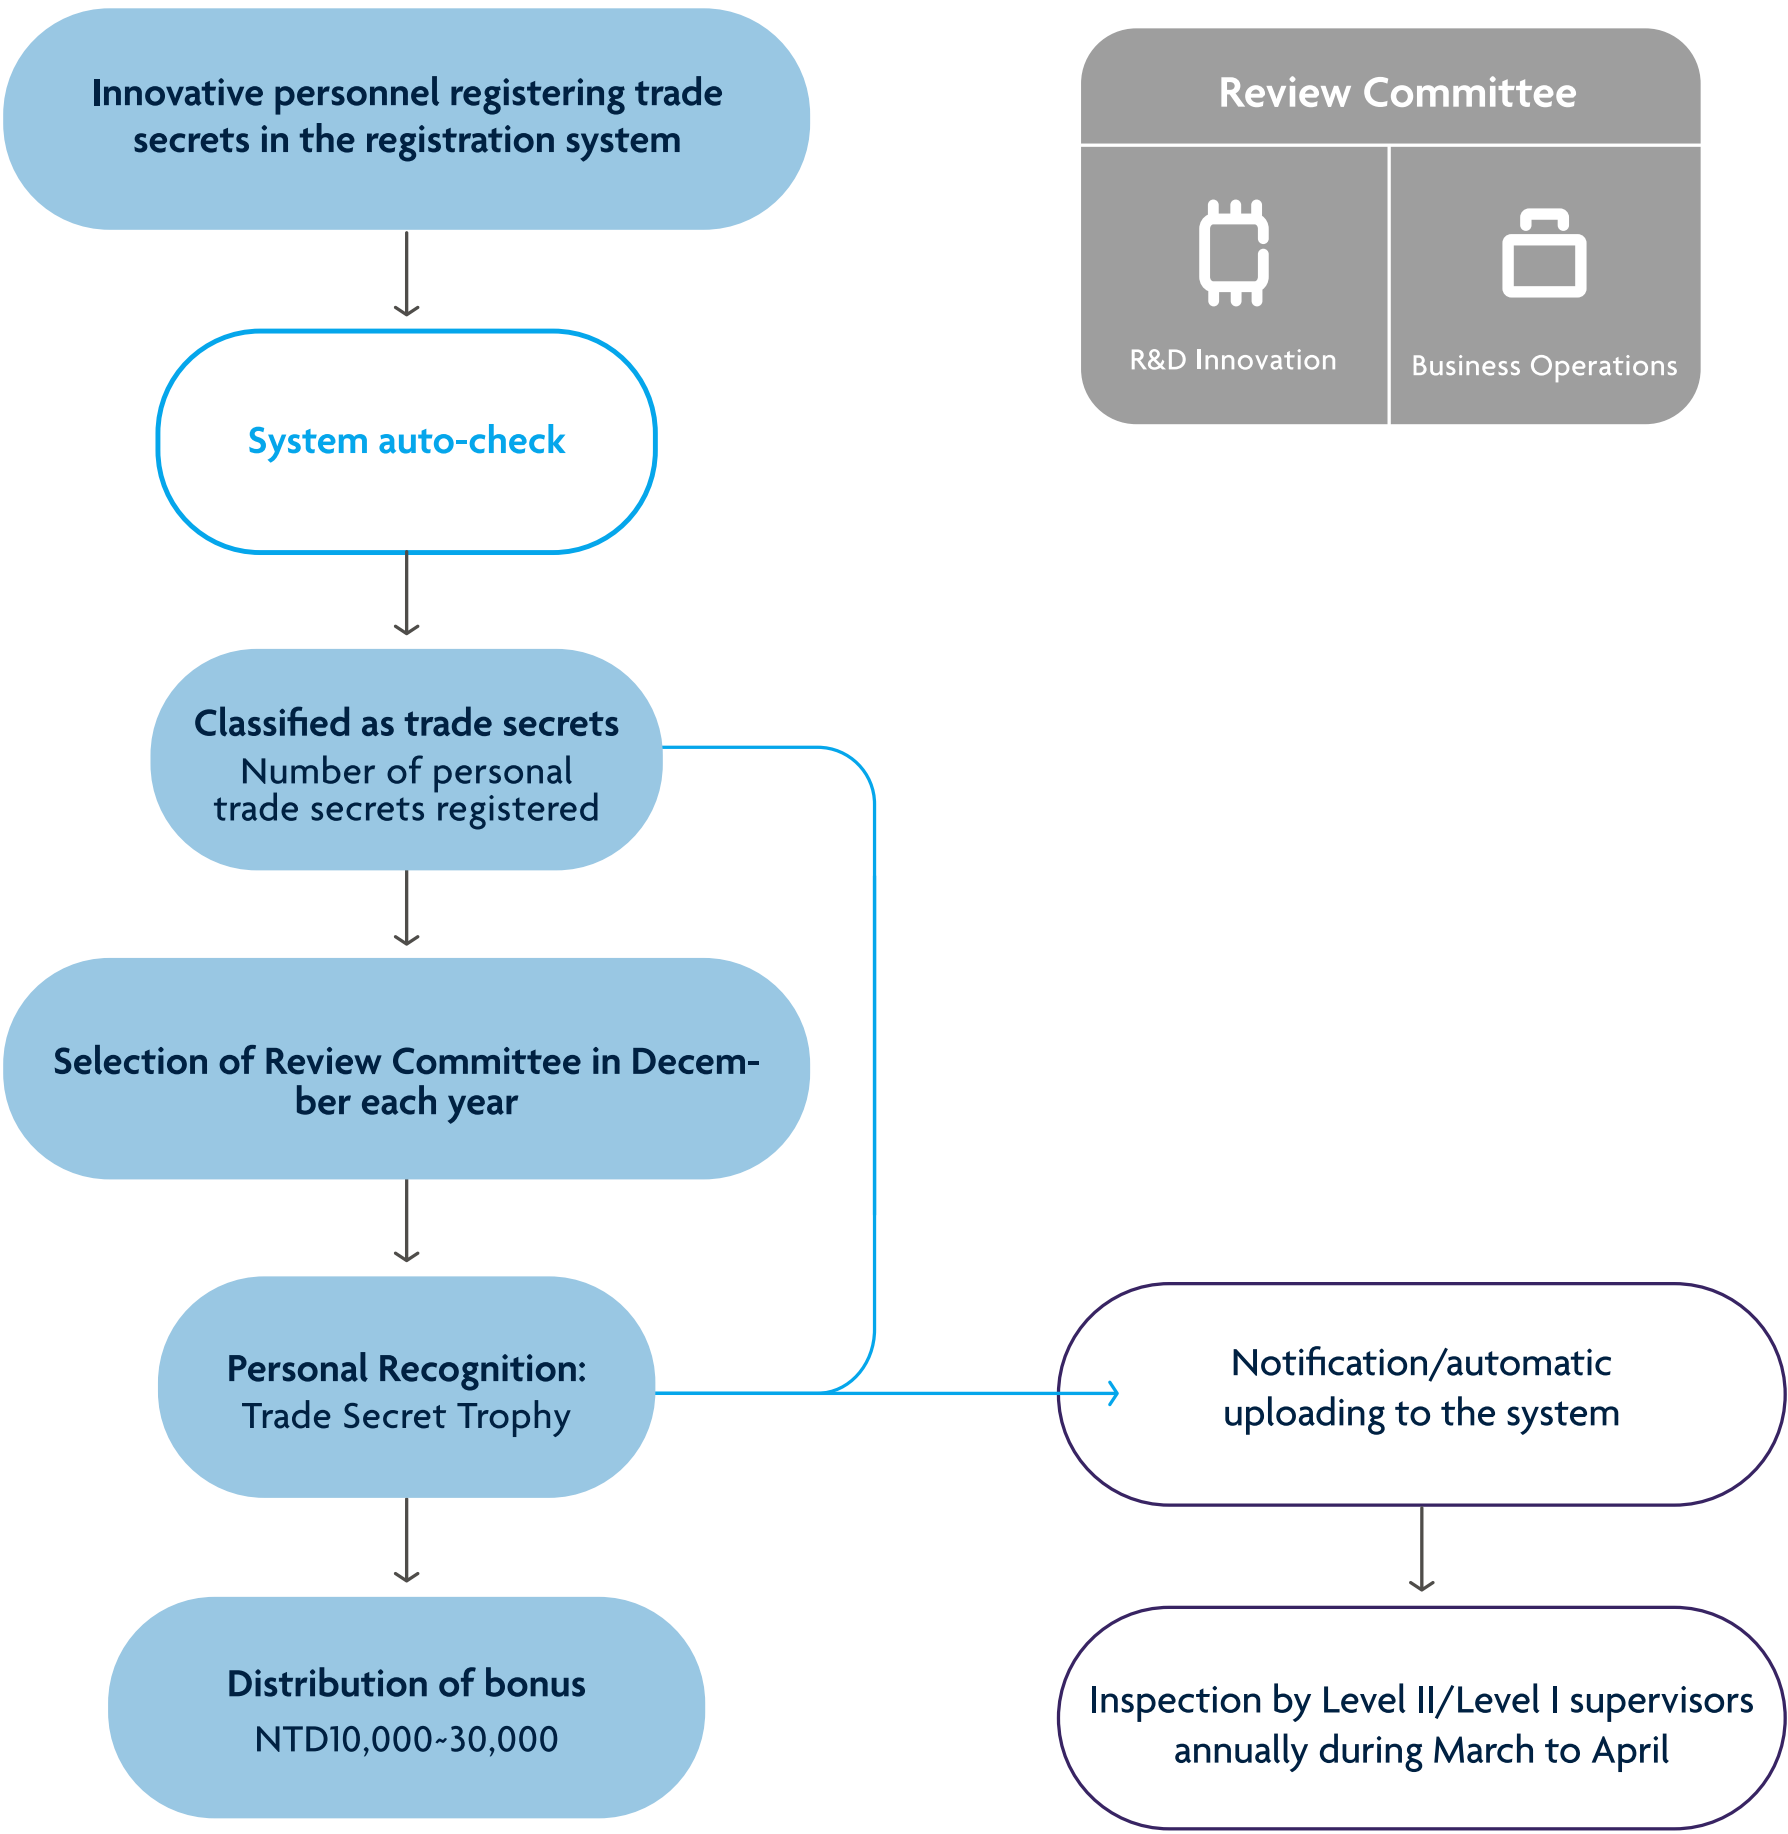 Innovative personnel registering trade
secrets in the registration system
Review Committee
R&D Innovation
Business Operations
System auto-check
Classified as trade secrets
Number of personal
trade secrets registered
Selection of Review Committee in Decem-
ber each year
Personal Recognition:
Trade Secret Trophy
Notification/automatic
uploading to the system
Distribution of bonus
NTD10,000~30,000
Inspection by Level II/Level I supervisors
annually during March to April